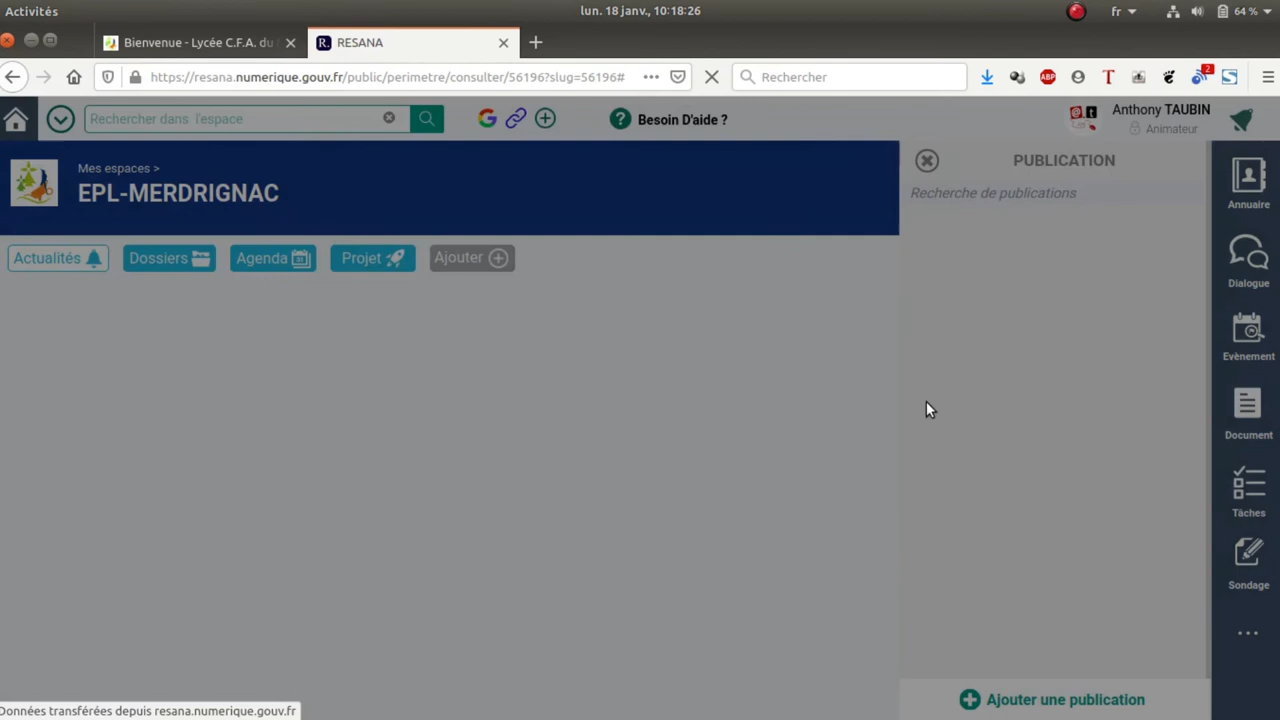 Activités
lun. 18 janv., 10:18:26
fr
64 %
Bienvenue - Lycée C.F.A. du
RESANA
https://resana.numerique.gouv.fr/public/perimetre/consulter/56196?slug=56196#
Rechercher
ABP
T
2
S
Rechercher dans l'espace
G
Besoin D'aide ?
Anthony TAUBIN
Animateur
Mes espaces >
EPL-MERDRIGNAC
PUBLICATION
Recherche de publications
Actualités
Dossiers
Agenda
Projet
Ajouter
Annuaire
Dialogue
Evènement
Document
Tâches
Sondage
Ajouter une publication
Données transférées depuis resana.numerique.gouv.fr